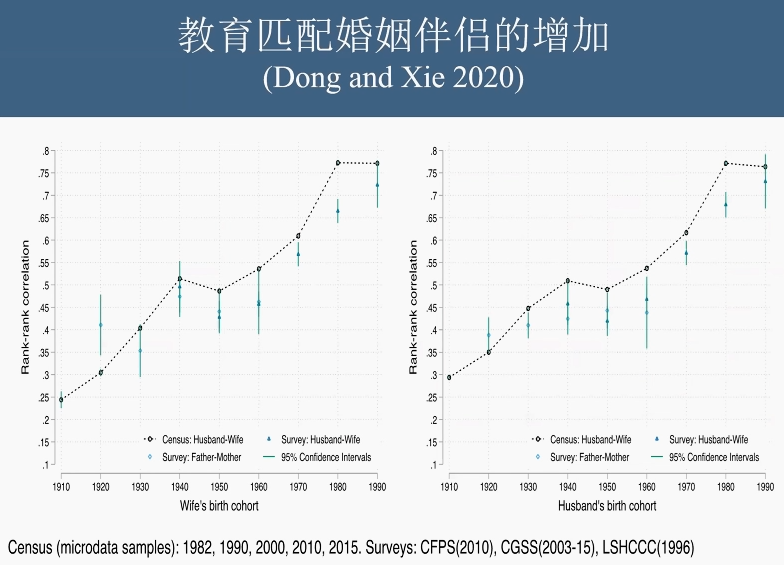 教育匹配婚姻伴侣的增加
(Dong and Xie 2020)
Rank-rank correlation
.8
.75
.7
.65
.6
.55
.5
.45
.4
.35
.3
.25
.2
.15
.1
Census: Husband-Wife
Survey: Husband-Wife
Survey: Father-Mother
95% Confidence Intervals
1910 1920 1930 1940 1950 1960 1970 1980 1990
Wife's birth cohort
Rank-rank correlation
.8
.75
.7
.65
.6
.55
.5
.45
.4
.35
.3
.25
.2
.15
.1
Census: Husband-Wife
Survey: Husband-Wife
Survey: Father-Mother
95% Confidence Intervals
1910 1920 1930 1940 1950 1960 1970 1980 1990
Husband's birth cohort
Census (microdata samples): 1982, 1990, 2000, 2010, 2015. Surveys: CFPS(2010), CGSS(2003-15), LSHCCC(1996)